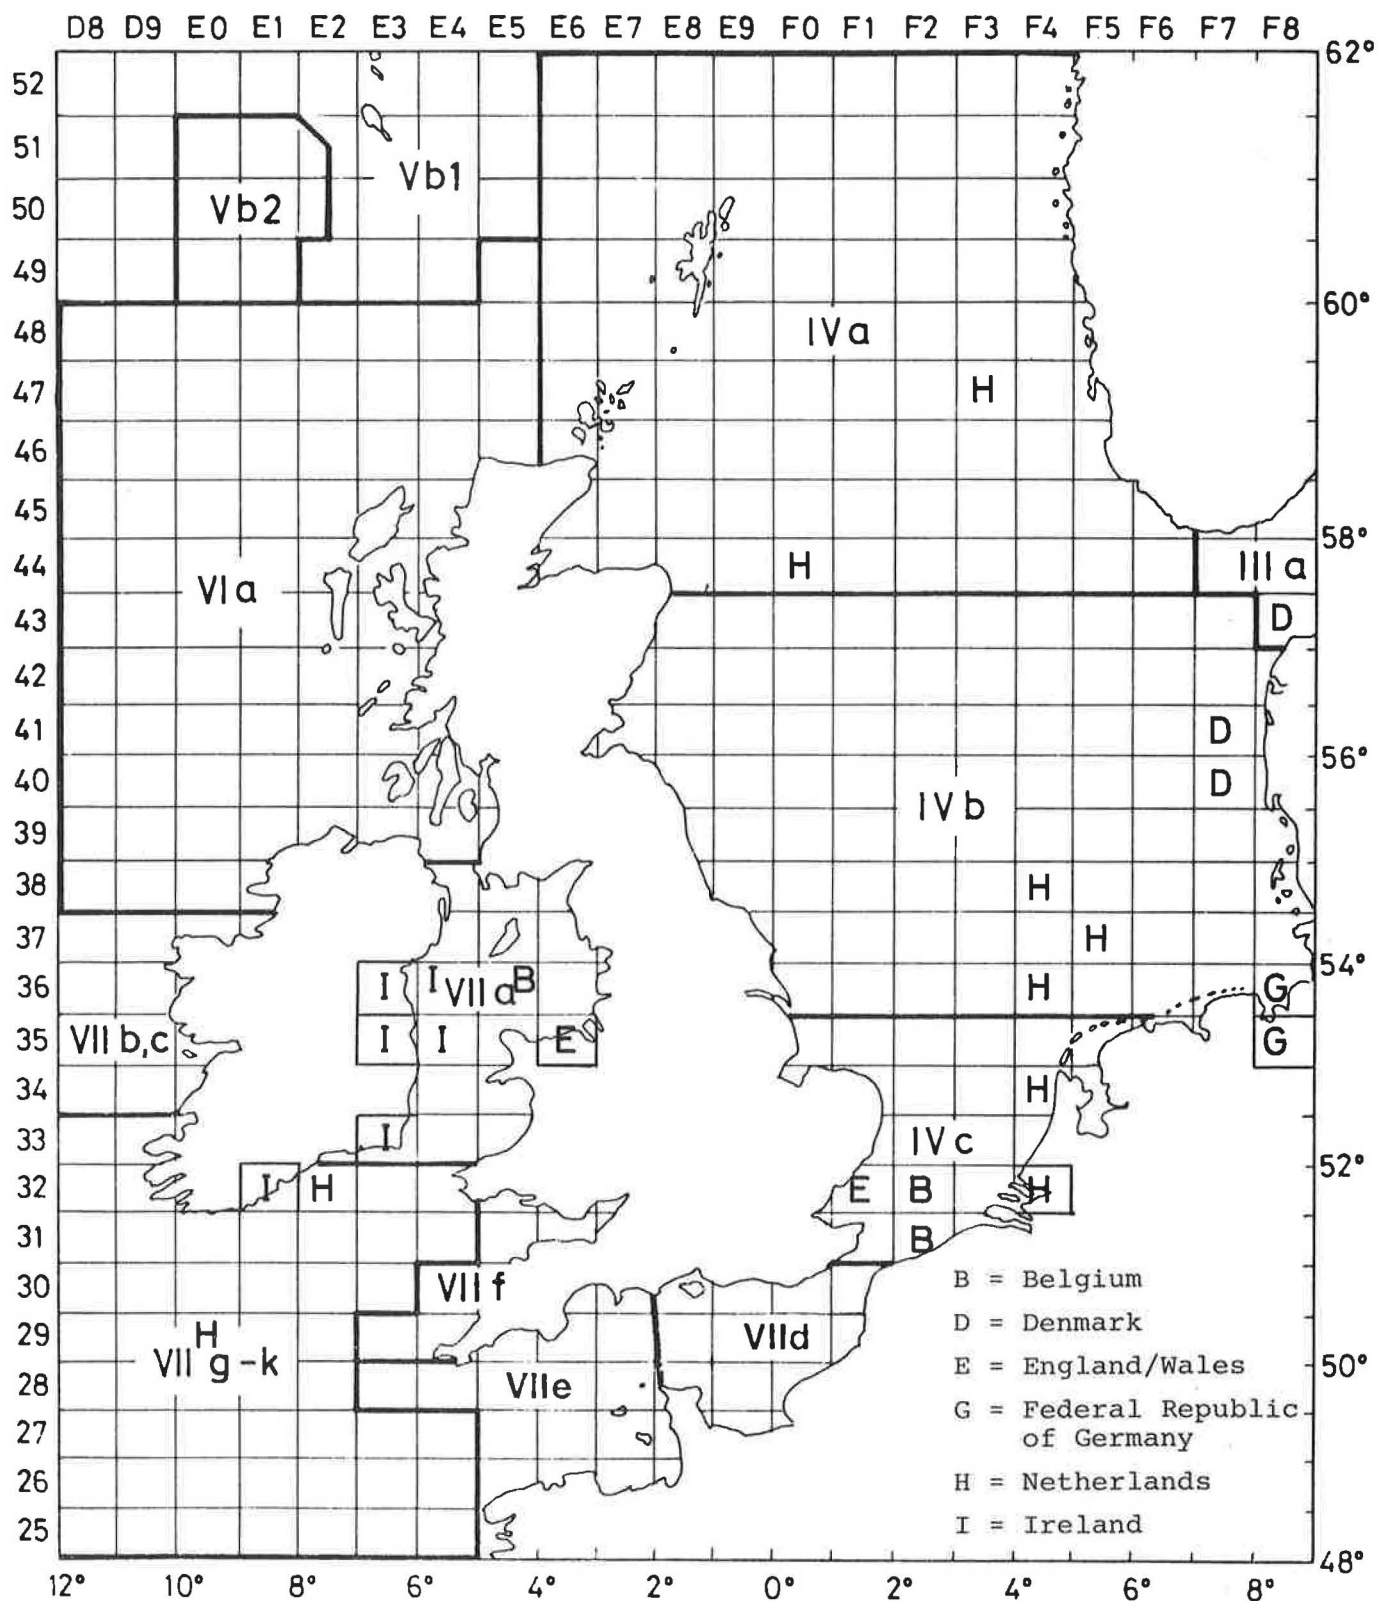 D8 D9 E0 E1 E2 E3 E4 E5 E6 E7 E8 E9 F0 F1 F2 F3 F4 F5 F6 F7 F8
62°
52
51
Vb1
50
Vb2
49
60°
48
IVa
47
H
46
45
58°
44
H
IIIa
VIa
43
D
42
41
D
56°
40
D
IVb
39
38
H
37
H
54°
36
I
I
VIIa
B
H
G
35
VIIb,c
I
I
E
G
34
H
33
I
IVc
52°
32
I
H
E
B
H
31
B
30
VIIf
B = Belgium
29
H
VIId
D = Denmark
VIIg-k
E = England/Wales
50°
28
VIIe
G = Federal Republic
of Germany
27
26
H = Netherlands
25
I = Ireland
48°
12° 10° 8° 6° 4° 2° 0° 2° 4° 6° 8°